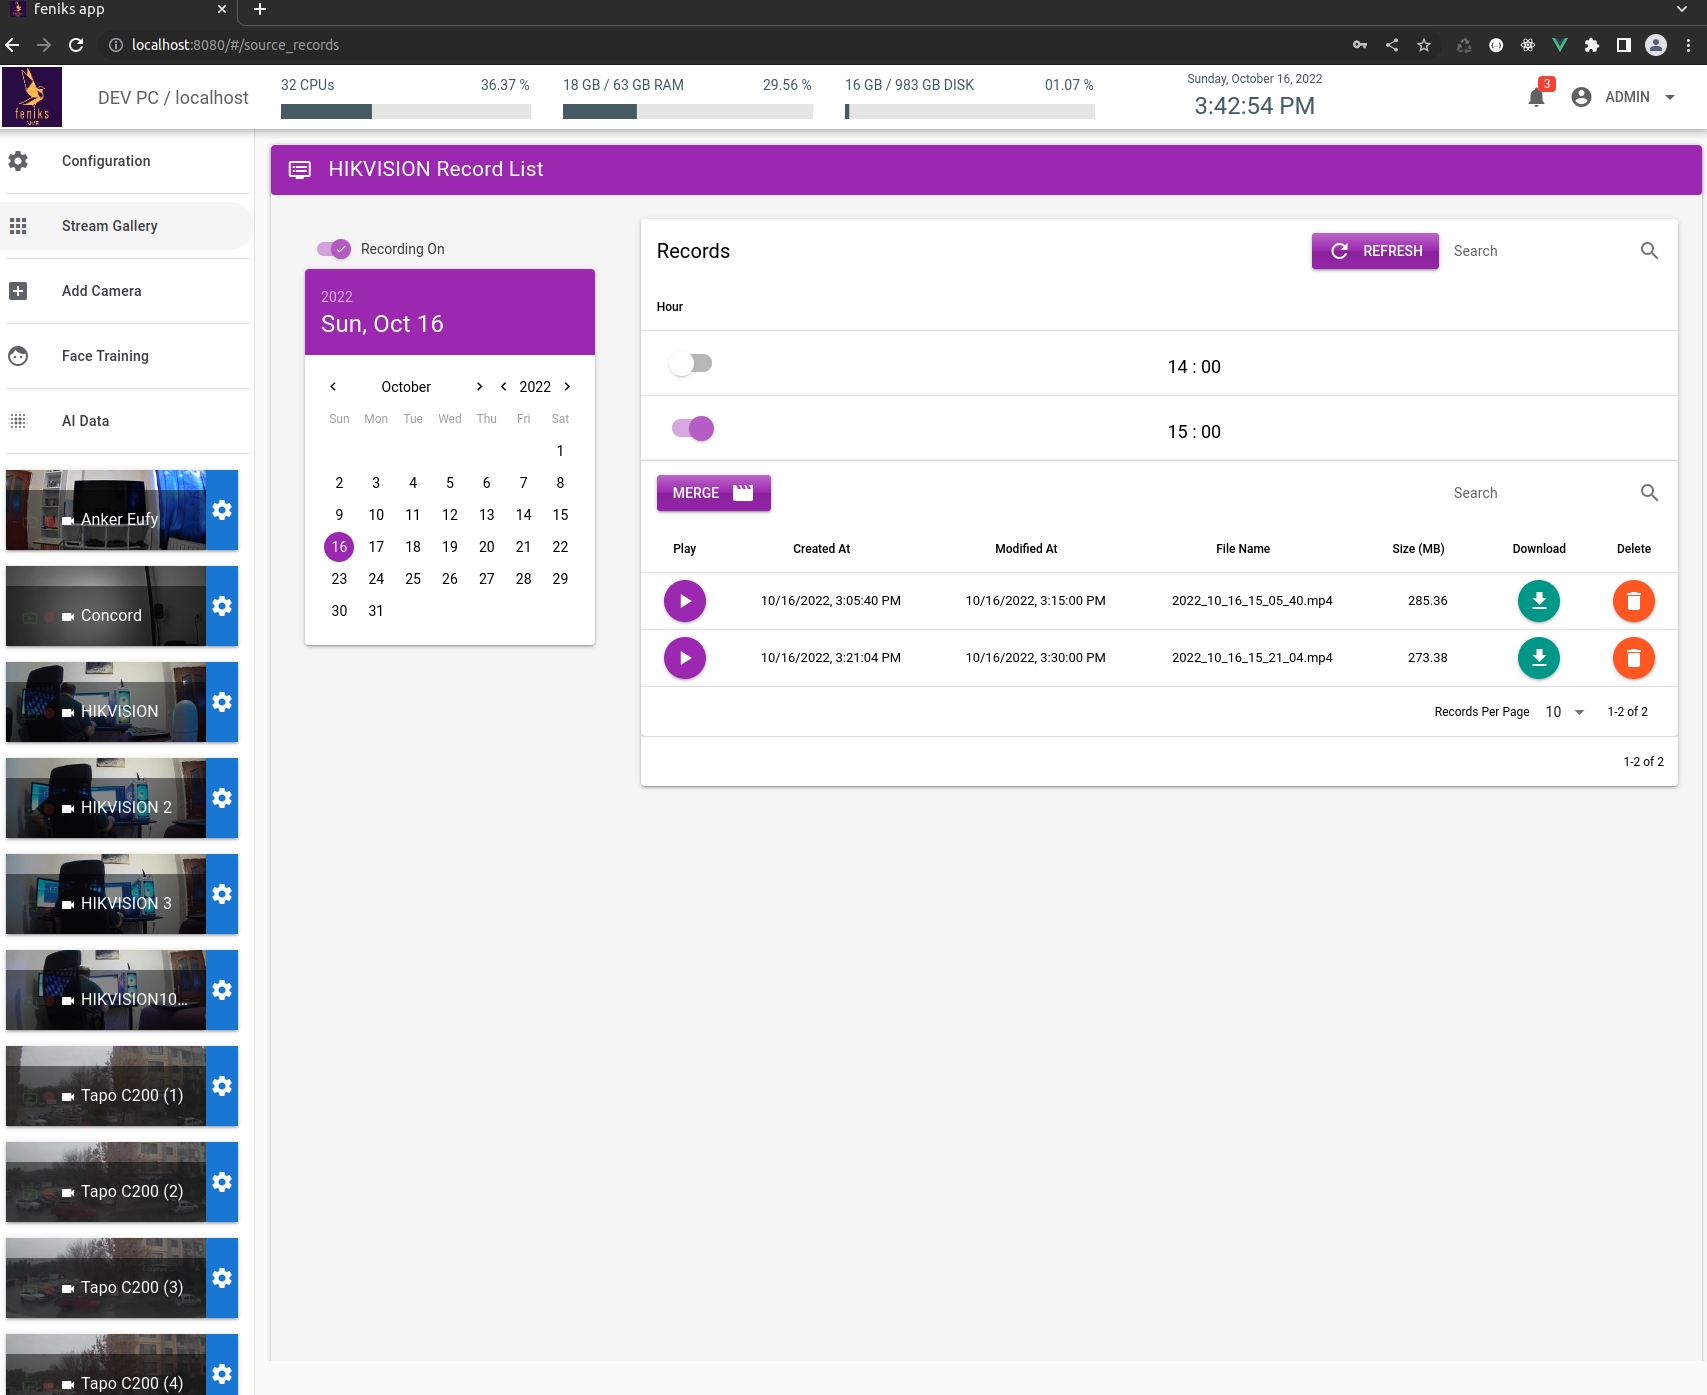 feniks app
localhost:8080/#/source_records
feniks
DEV PC / localhost
32 CPUs 36.37 %
18 GB / 63 GB RAM 29.56 %
16 GB / 983 GB DISK 01.07 %
Sunday, October 16, 2022
3:42:54 PM
3
ADMIN
Configuration
Stream Gallery
Add Camera
Face Training
AI Data
Anker Eufy
Concord
HIKVISION
HIKVISION 2
HIKVISION 3
HIKVISION10...
Tapo C200 (1)
Tapo C200 (2)
Tapo C200 (3)
Tapo C200 (4)
HIKVISION Record List
Recording On
2022
Sun, Oct 16
October 2022
Sun Mon Tue Wed Thu Fri Sat
1
2 3 4 5 6 7 8
9 10 11 12 13 14 15
16 17 18 19 20 21 22
23 24 25 26 27 28 29
30 31
Records REFRESH Search
Hour
14 : 00
15 : 00
MERGE Search
Play Created At Modified At File Name Size (MB) Download Delete
10/16/2022, 3:05:40 PM 10/16/2022, 3:15:00 PM 2022_10_16_15_05_40.mp4 285.36
10/16/2022, 3:21:04 PM 10/16/2022, 3:30:00 PM 2022_10_16_15_21_04.mp4 273.38
Records Per Page 10 1-2 of 2
1-2 of 2